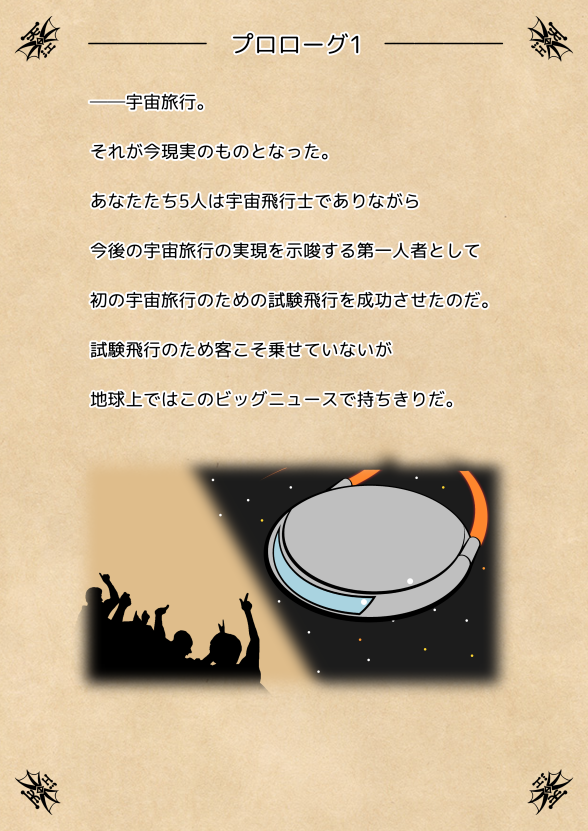 プロローグ1
――宇宙旅行。
それが今現実のものとなった。
あなたたち5人は宇宙飛行士でありながら
今後の宇宙旅行の実現を示唆する第一人者として
初の宇宙旅行のための試験飛行を成功させたのだ。
試験飛行のため客こそ乗せていないが
地球上ではこのビッグニュースで持ちきりだ。